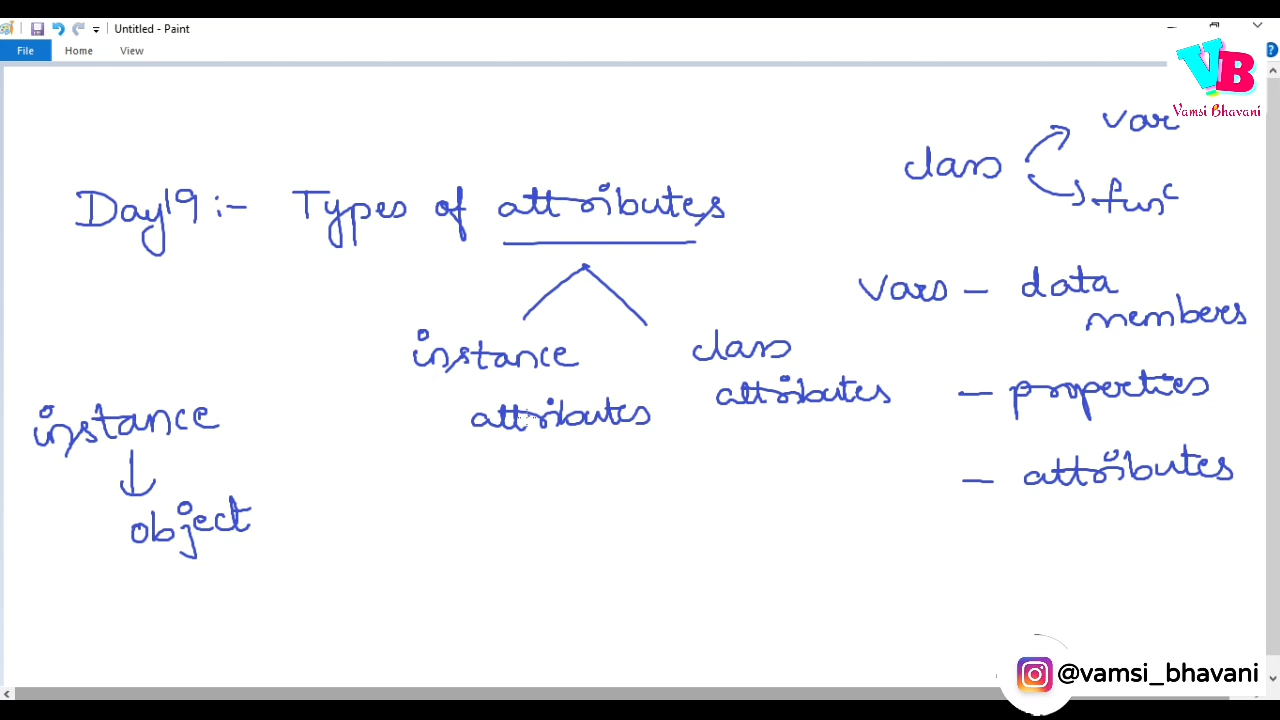 Untitled - Paint
File Home View
VB
Vamsi Bhavani
class
var
func
Day19 :- Types of attributes
instance attributes
class attributes
vars - data members
- properties
- attributes
instance
object
@vamsi_bhavani